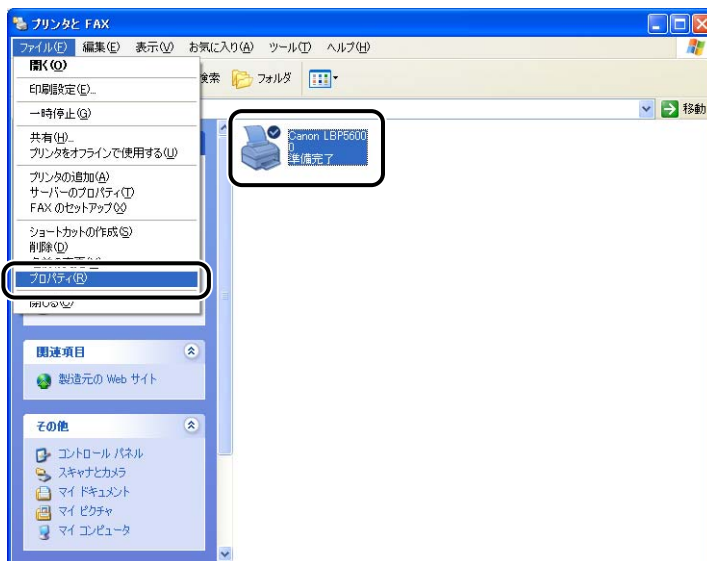 プリンタと FAX
ファイル(F) 編集(E) 表示(V) お気に入り(A) ツール(T) ヘルプ(H)
開く(O)
検索 フォルダ
印刷設定(E)...
一時停止(G)
移動
共有(H)...
プリンタをオフラインで使用する(U)
プリンタの追加(A)
サーバーのプロパティ(T)
FAX のセットアップ(X)
ショートカットの作成(S)
削除(D)
プロパティ(R)
閉じる(C)
Canon LBP5600
0
準備完了
関連項目
製造元の Web サイト
その他
コントロール パネル
スキャナとカメラ
マイ ドキュメント
マイ ピクチャ
マイ コンピュータ